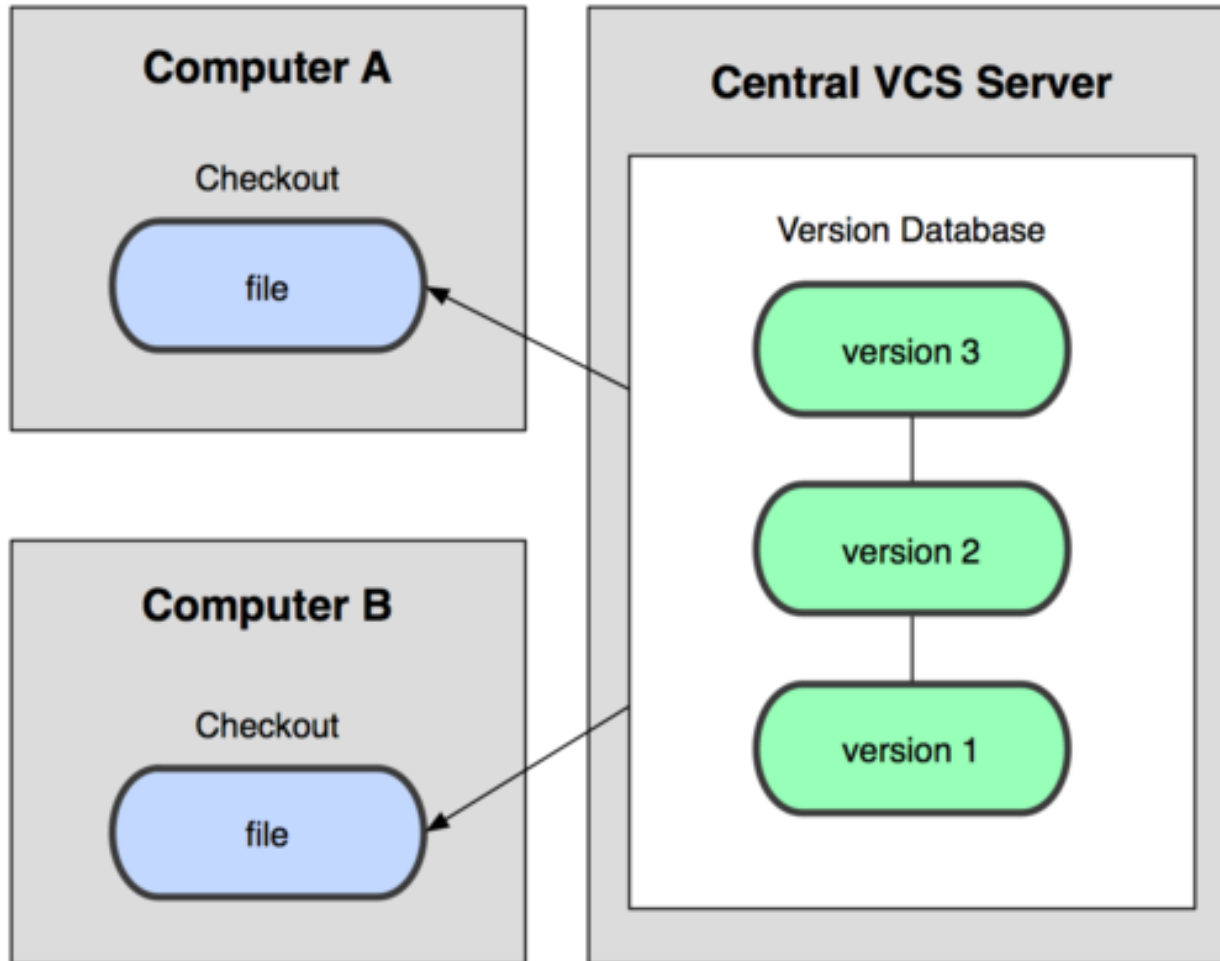 Computer A
Checkout
file
Computer B
Checkout
file
Central VCS Server
Version Database
version 3
version 2
version 1